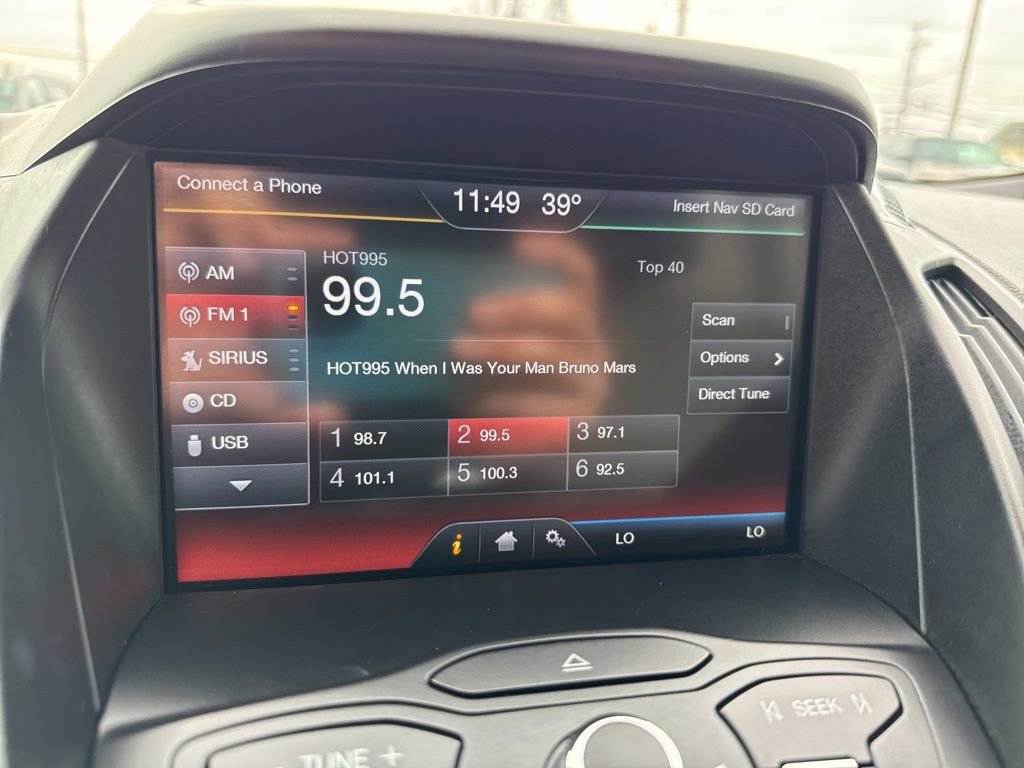 Connect a Phone
11:49 39º
Insert Nav SD Card
AM
FM 1
SIRIUS
CD
USB
HOT995
99.5
Top 40
HOT995 When I Was Your Man Bruno Mars
Scan
Options
Direct Tune
1 98.7
2 99.5
3 97.1
4 101.1
5 100.3
6 92.5
i
LO
LO
TUNE +
SEEK